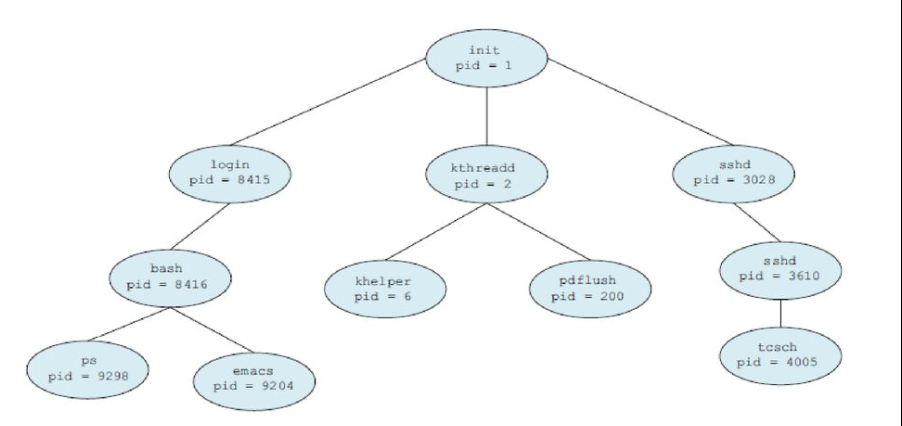 init
pid = 1
login
pid = 8415
kthreadd
pid = 2
sshd
pid = 3028
bash
pid = 8416
khelper
pid = 6
pdflush
pid = 200
sshd
pid = 3610
ps
pid = 9298
emacs
pid = 9204
tcsch
pid = 4005